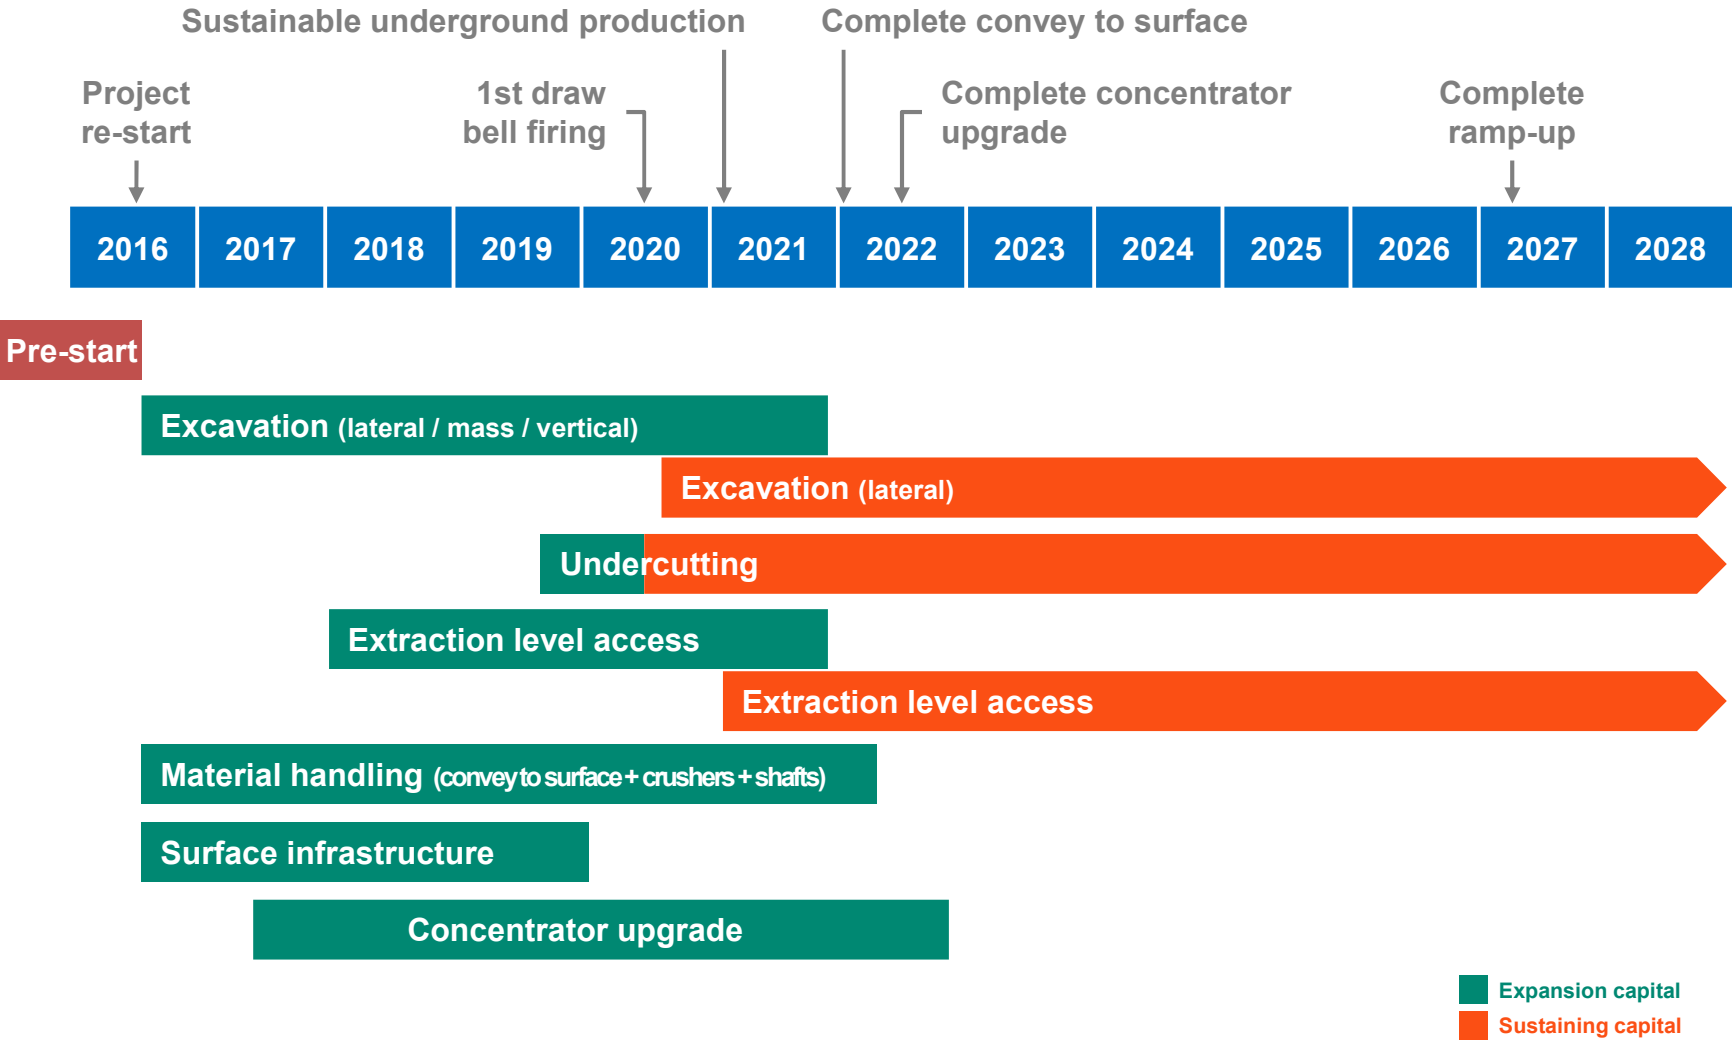 Sustainable underground production
Complete convey to surface
Project
re-start
1st draw
bell firing
Complete concentrator
upgrade
Complete
ramp-up
2016 2017 2018 2019 2020 2021 2022 2023 2024 2025 2026 2027 2028
Pre-start
Excavation (lateral / mass / vertical)
Excavation (lateral)
Undercutting
Extraction level access
Extraction level access
Material handling (convey to surface + crushers + shafts)
Surface infrastructure
Concentrator upgrade
Expansion capital
Sustaining capital